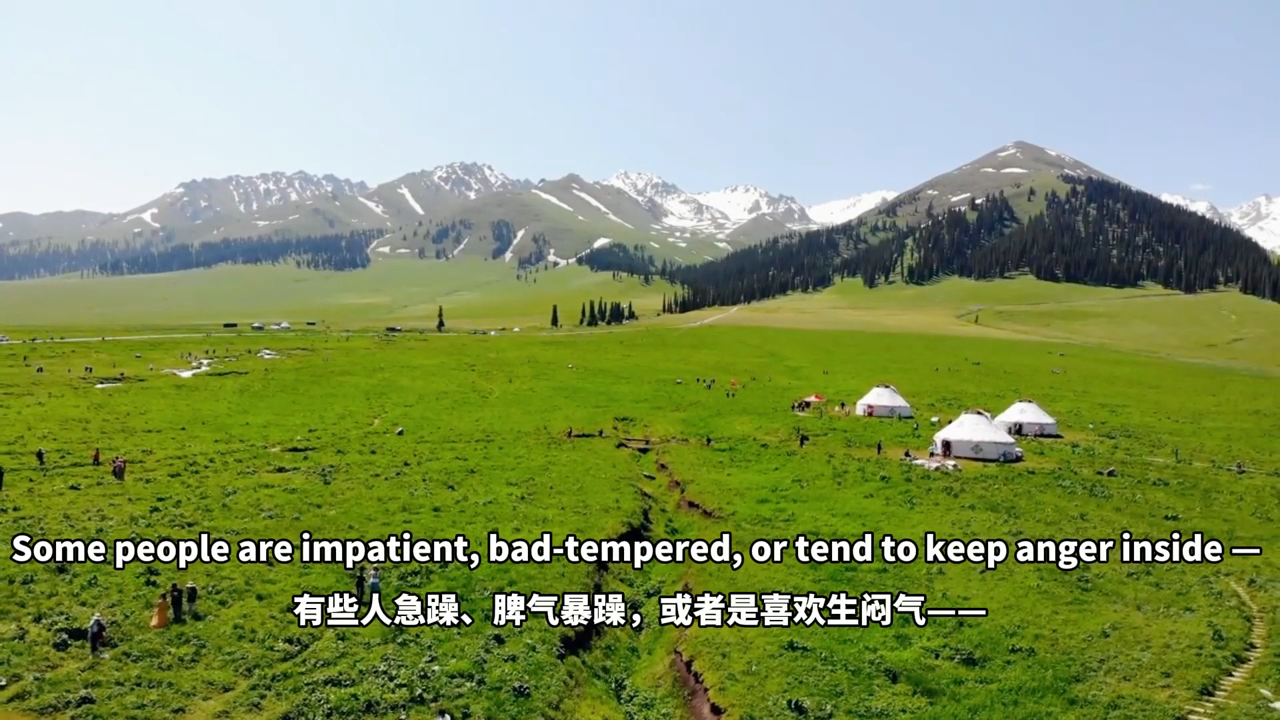 Some people are impatient, bad-tempered, or tend to keep anger inside —
有些人急躁、脾气暴躁，或者是喜欢生闷气——